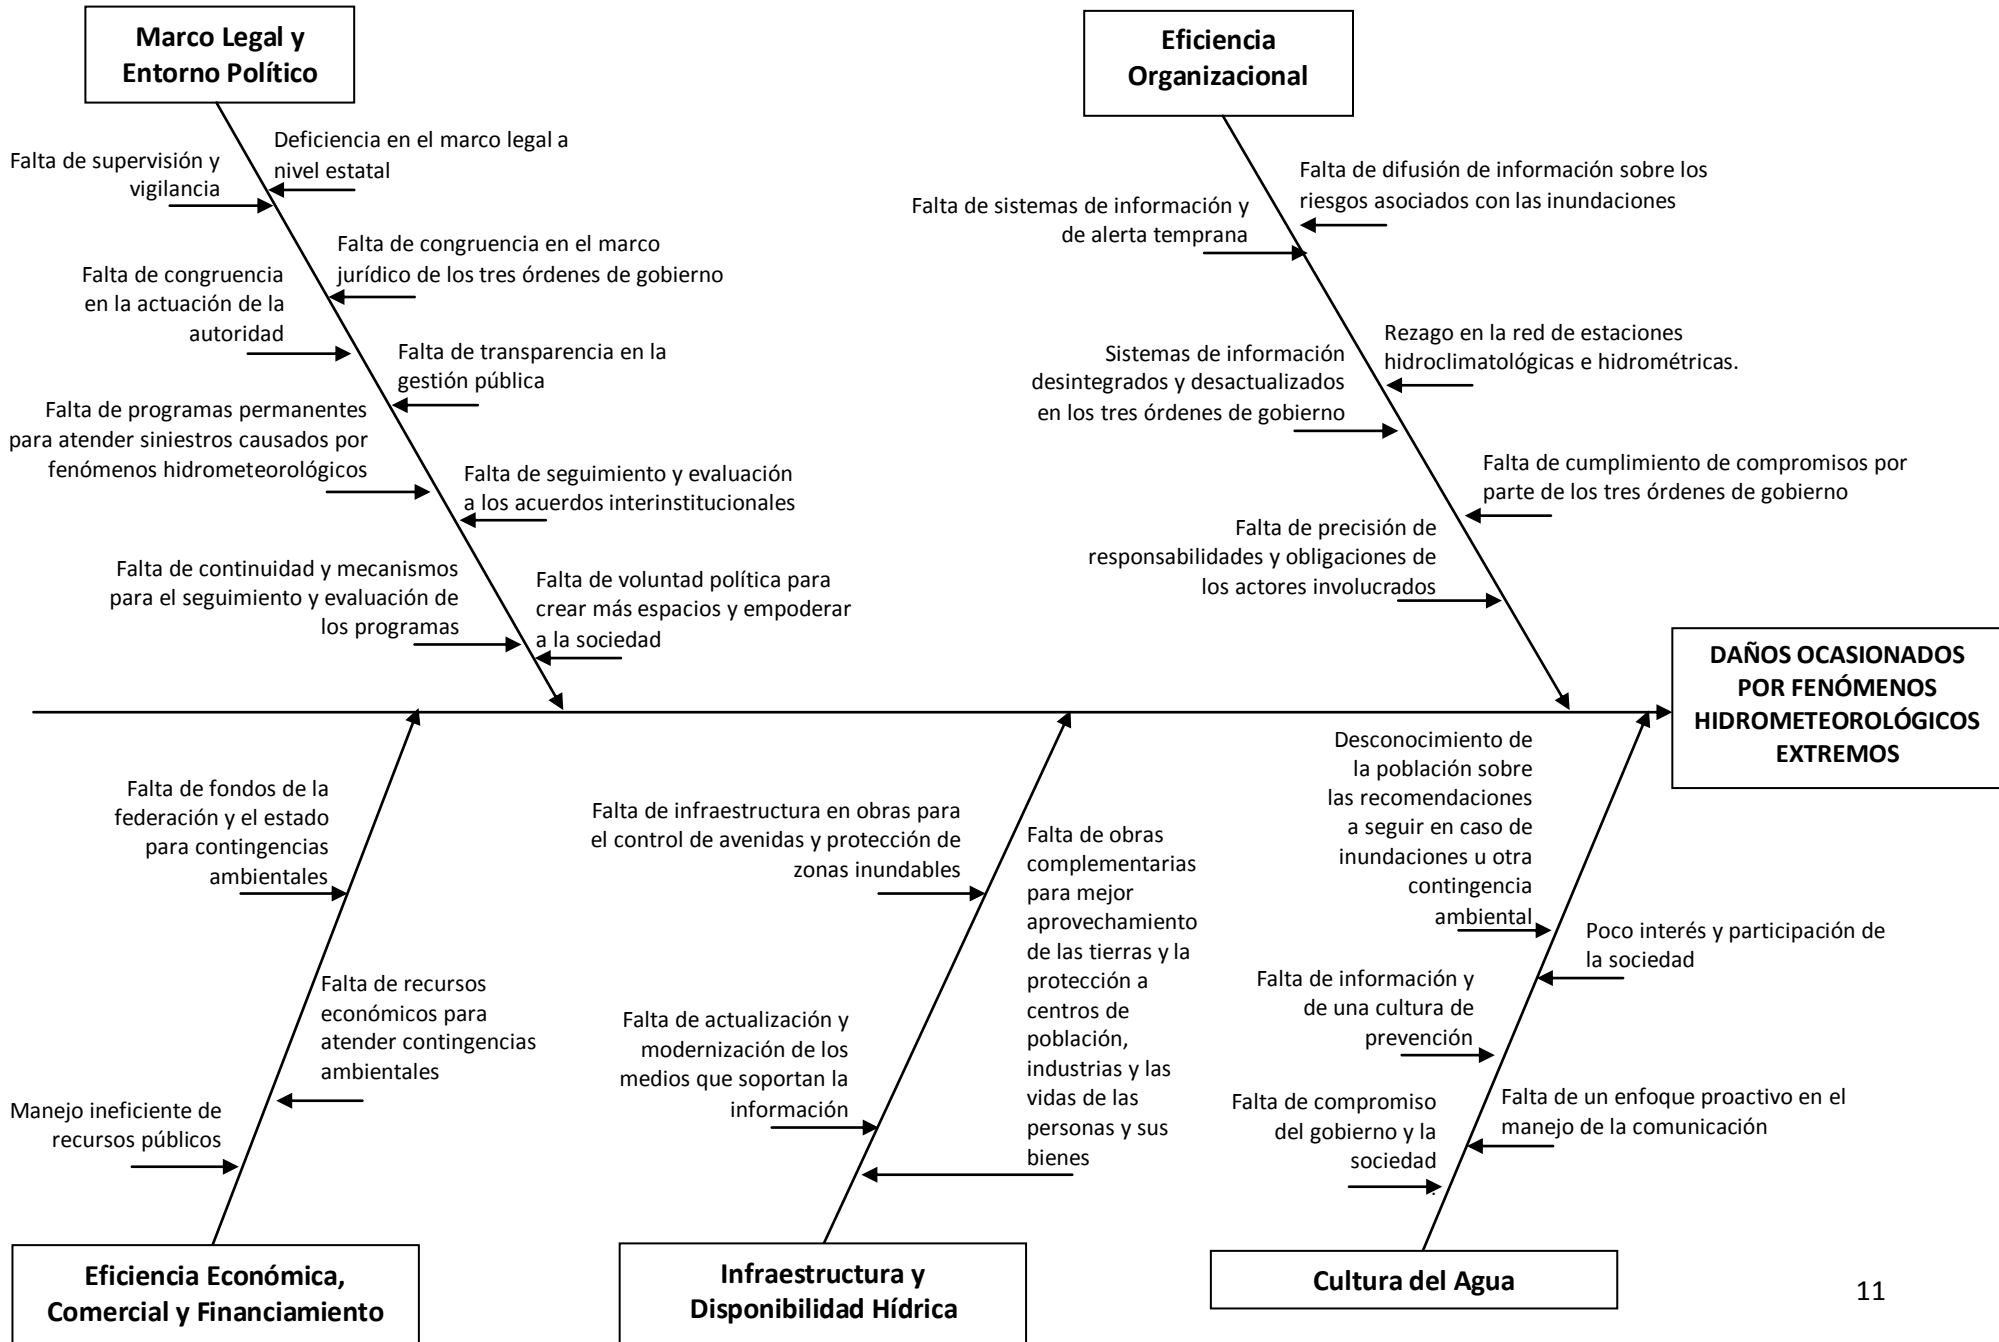 Marco Legal y
Entorno Político
Eficiencia
Organizacional
Falta de supervisión y
vigilancia
Deficiencia en el marco legal a
nivel estatal
Falta de congruencia
en la actuación de la
autoridad
Falta de congruencia en el marco
jurídico de los tres órdenes de gobierno
Falta de transparencia en la
gestión pública
Falta de programas permanentes
para atender siniestros causados por
fenómenos hidrometeorológicos
Falta de seguimiento y evaluación
a los acuerdos interinstitucionales
Falta de continuidad y mecanismos
para el seguimiento y evaluación de
los programas
Falta de voluntad política para
crear más espacios y empoderar
a la sociedad
Falta de difusión de información sobre los
riesgos asociados con las inundaciones
Falta de sistemas de información y
de alerta temprana
Rezago en la red de estaciones
hidroclimatológicas e hidrométricas.
Sistemas de información
desintegrados y desactualizados
en los tres órdenes de gobierno
Falta de cumplimiento de compromisos por
parte de los tres órdenes de gobierno
Falta de precisión de
responsabilidades y obligaciones de
los actores involucrados
DAÑOS OCASIONADOS
POR FENÓMENOS
HIDROMETEOROLÓGICOS
EXTREMOS
Falta de fondos de la
federación y el estado
para contingencias
ambientales
Falta de recursos
económicos para
atender contingencias
ambientales
Manejo ineficiente de
recursos públicos
Falta de infraestructura en obras para
el control de avenidas y protección de
zonas inundables
Falta de obras
complementarias
para mejor
aprovechamiento
de las tierras y la
protección a
centros de
población,
industrias y las
vidas de las
personas y sus
bienes
Falta de actualización y
modernización de los
medios que soportan la
información
Desconocimiento de
la población sobre
las recomendaciones
a seguir en caso de
inundaciones u otra
contingencia
ambiental
Poco interés y participación de
la sociedad
Falta de información y
de una cultura de
prevención
Falta de un enfoque proactivo en el
manejo de la comunicación
Falta de compromiso
del gobierno y la
sociedad
.
Eficiencia Económica,
Comercial y Financiamiento
Infraestructura y
Disponibilidad Hídrica
Cultura del Agua
11